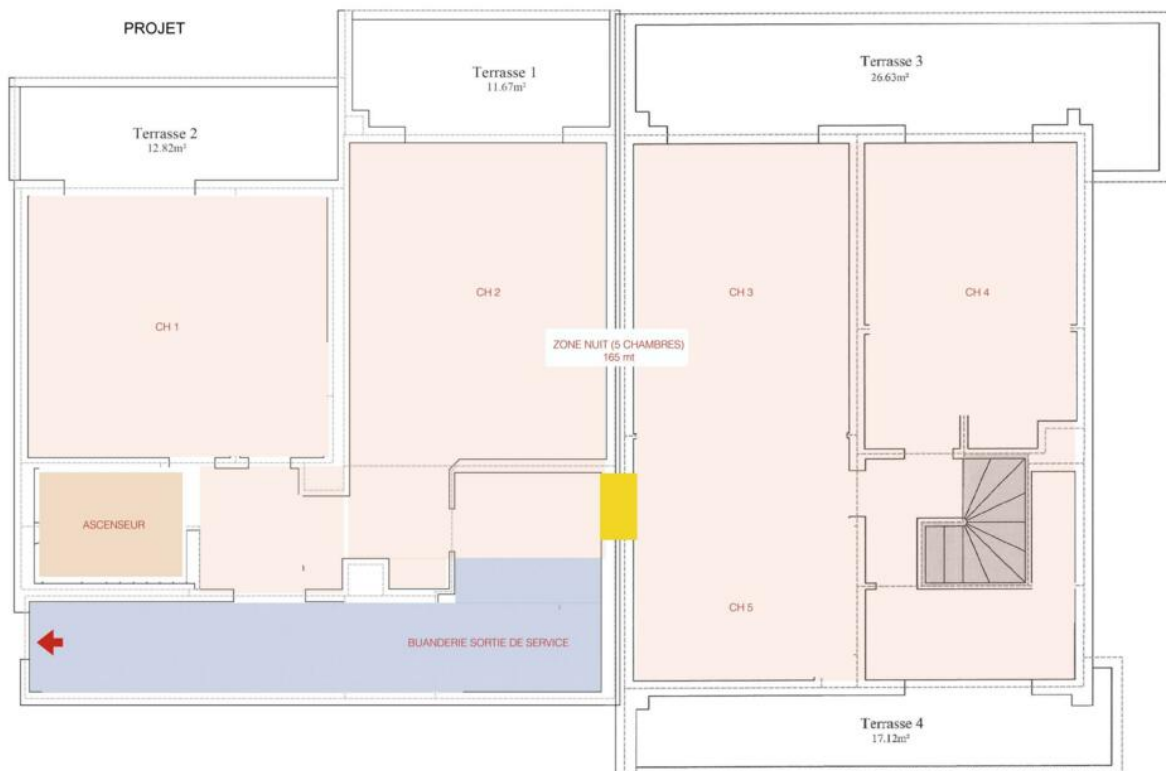 PROJET
Terrasse 1
11.67m²
Terrasse 3
26.63m²
Terrasse 2
12.82m²
CH 2
CH 3
CH 4
CH 1
ZONE NUIT (5 CHAMBRES)
165 mt
ASCENSEUR
CH 5
BUANDERIE SORTIE DE SERVICE
Terrasse 4
17.12m²